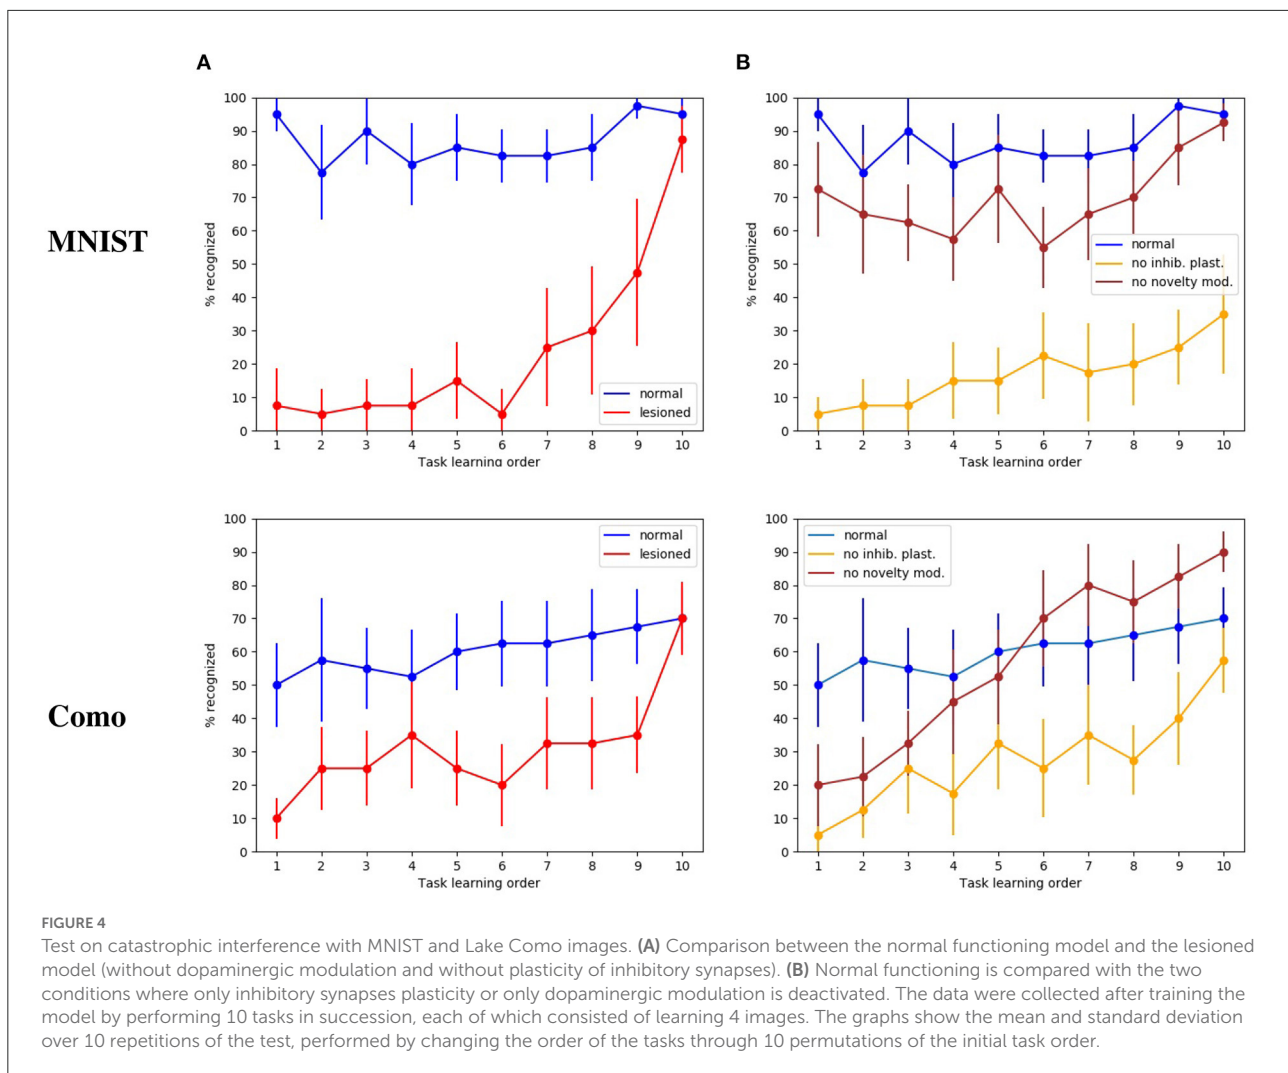 A
B
MNIST
100
90
80
70
60
50
40
30
20
10
0
% recognized
normal
lesioned
1 2 3 4 5 6 7 8 9 10
Task learning order
100
90
80
70
60
50
40
30
20
10
0
% recognized
normal
no inhib. plast.
no novelty mod.
1 2 3 4 5 6 7 8 9 10
Task learning order
Como
100
90
80
70
60
50
40
30
20
10
0
% recognized
normal
lesioned
1 2 3 4 5 6 7 8 9 10
Task learning order
100
90
80
70
60
50
40
30
20
10
0
% recognized
normal
no inhib. plast.
no novelty mod.
1 2 3 4 5 6 7 8 9 10
Task learning order
FIGURE 4
Test on catastrophic interference with MNIST and Lake Como images. (A) Comparison between the normal functioning model and the lesioned
model (without dopaminergic modulation and without plasticity of inhibitory synapses). (B) Normal functioning is compared with the two
conditions where only inhibitory synapses plasticity or only dopaminergic modulation is deactivated. The data were collected after training the
model by performing 10 tasks in succession, each of which consisted of learning 4 images. The graphs show the mean and standard deviation
over 10 repetitions of the test, performed by changing the order of the tasks through 10 permutations of the initial task order.